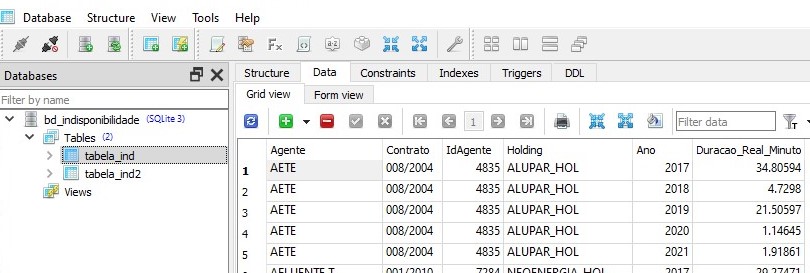 Database Structure View Tools Help
Databases
Filter by name
bd_indisponibilidade (SQLite 3)
Tables (2)
tabela_ind
tabela_ind2
Views
Structure Data Constraints Indexes Triggers DDL
Grid view Form view
1 Filter data
Agente Contrato IdAgente Holding Ano Duracao_Real_Minuto
1 AETE 008/2004 4835 ALUPAR_HOL 2017 34.80594
2 AETE 008/2004 4835 ALUPAR_HOL 2018 4.7298
3 AETE 008/2004 4835 ALUPAR_HOL 2019 21.50597
4 AETE 008/2004 4835 ALUPAR_HOL 2020 1.14645
5 AETE 008/2004 4835 ALUPAR_HOL 2021 1.91861
AFLUENTE T 001/2010 7284 NEOENERGIA_HOL 2017 29.27471